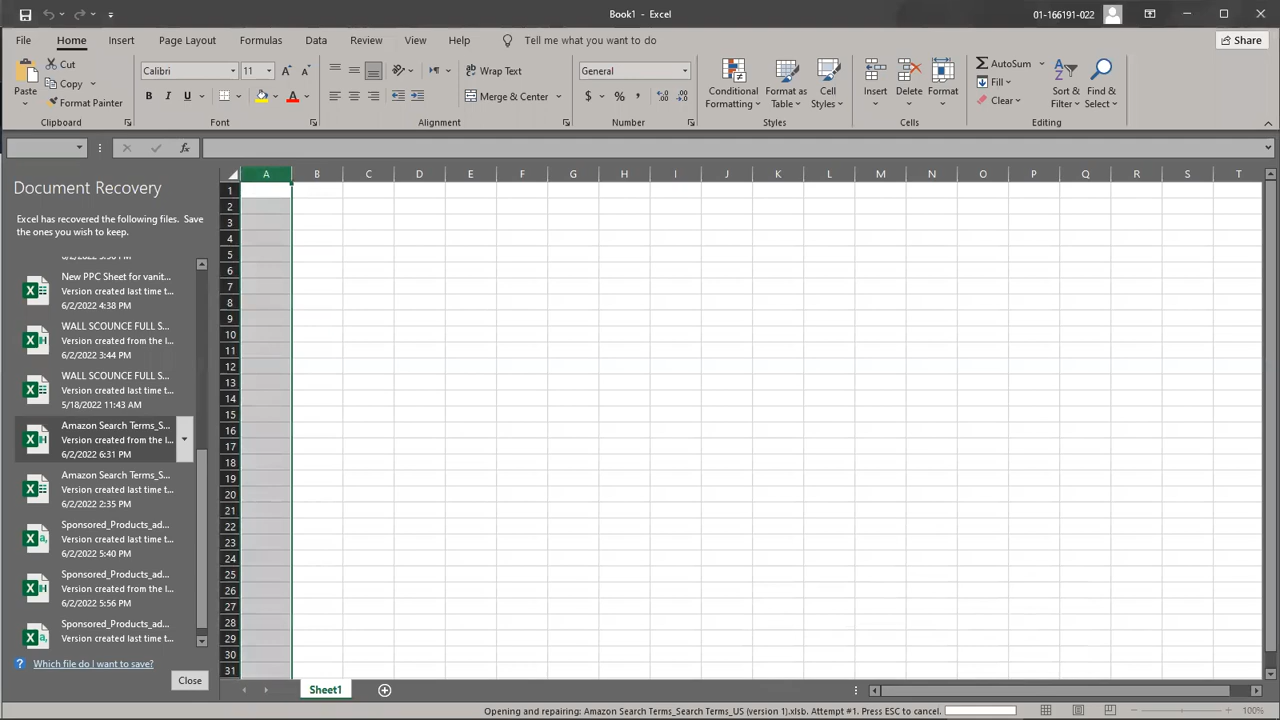 Book1 - Excel
01-166191-022
File Home Insert Page Layout Formulas Data Review View Help Tell me what you want to do Share
Paste
Cut
Copy
Format Painter
Clipboard
Calibri 11
B I U A
Font
Wrap Text
Merge & Center
Alignment
General
$ % ,
Number
Conditional Formatting
Format as Table
Cell Styles
Styles
Insert Delete Format
Cells
AutoSum
Fill
Clear
Sort & Filter
Find & Select
Editing
fx
Document Recovery
Excel has recovered the following files. Save
the ones you wish to keep.
New PPC Sheet for vanit...
Version created last time t...
6/2/2022 4:38 PM
WALL SCOUNCE FULL S...
Version created from the l...
6/2/2022 3:44 PM
WALL SCOUNCE FULL S...
Version created last time t...
5/18/2022 11:43 AM
Amazon Search Terms_S...
Version created from the l...
6/2/2022 6:31 PM
Amazon Search Terms_S...
Version created last time t...
6/2/2022 2:35 PM
Sponsored_Products_ad...
Version created last time t...
6/2/2022 5:40 PM
Sponsored_Products_ad...
Version created from the l...
6/2/2022 5:56 PM
Sponsored_Products_ad...
Version created last time t...
Which file do I want to save?
Close
A B C D E F G H I J K L M N O P Q R S T
1
2
3
4
5
6
7
8
9
10
11
12
13
14
15
16
17
18
19
20
21
22
23
24
25
26
27
28
29
30
31
Sheet1
Opening and repairing: Amazon Search Terms_Search Terms_US (version 1).xlsb. Attempt #1. Press ESC to cancel.
100%